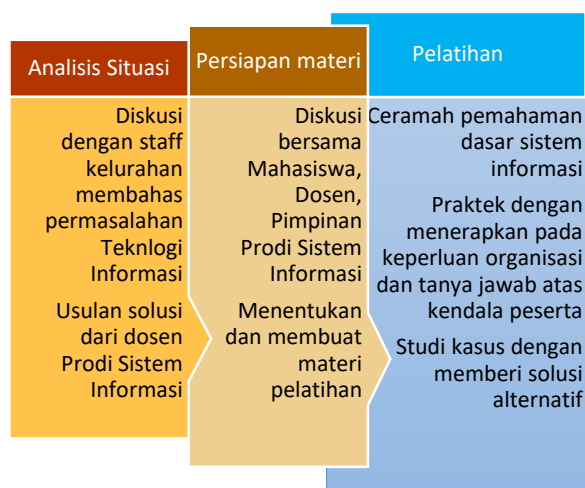 Analisis Situasi
Diskusi
dengan staff
kelurahan
membahas
permasalahan
Teknlogi
Informasi
Usulan solusi
dari dosen
Prodi Sistem
Informasi
Persiapan materi
Diskusi
bersama
Mahasiswa,
Dosen,
Pimpinan
Prodi Sistem
Informasi
Menentukan
dan membuat
materi
pelatihan
Pelatihan
Ceramah pemahaman
dasar sistem
informasi
Praktek dengan
menerapkan pada
keperluan organisasi
dan tanya jawab atas
kendala peserta
Studi kasus dengan
memberi solusi
alternatif